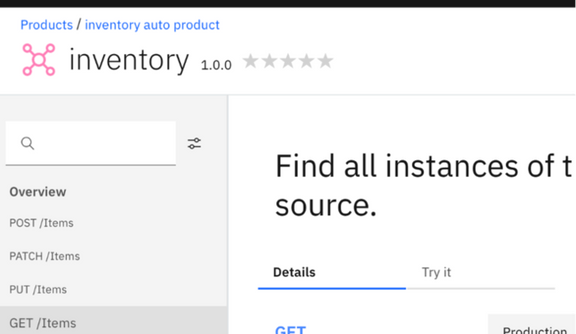 Products / inventory auto product
inventory 1.0.0
Overview
POST /Items
PATCH /Items
PUT /Items
GET /Items
Find all instances of t
source.
Details Try it
GET Production